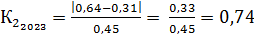 К₂₂₀₂₃ = |0,64−0,31| / 0,45 = 0,33 / 0,45 = 0,74